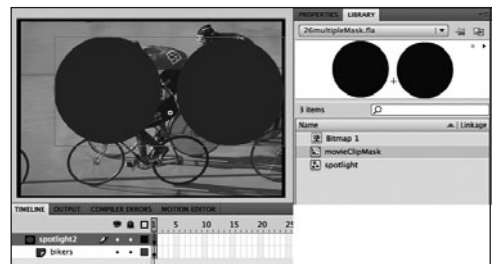 PROPERTIES LIBRARY
26multipleMask.fla
3 items
Name Linkage
Bitmap 1
movieClipMask
spotlight
TIMELINE OUTPUT COMPILER ERRORS MOTION EDITOR
1 5 10 15 20 25
spotlight2
bikers